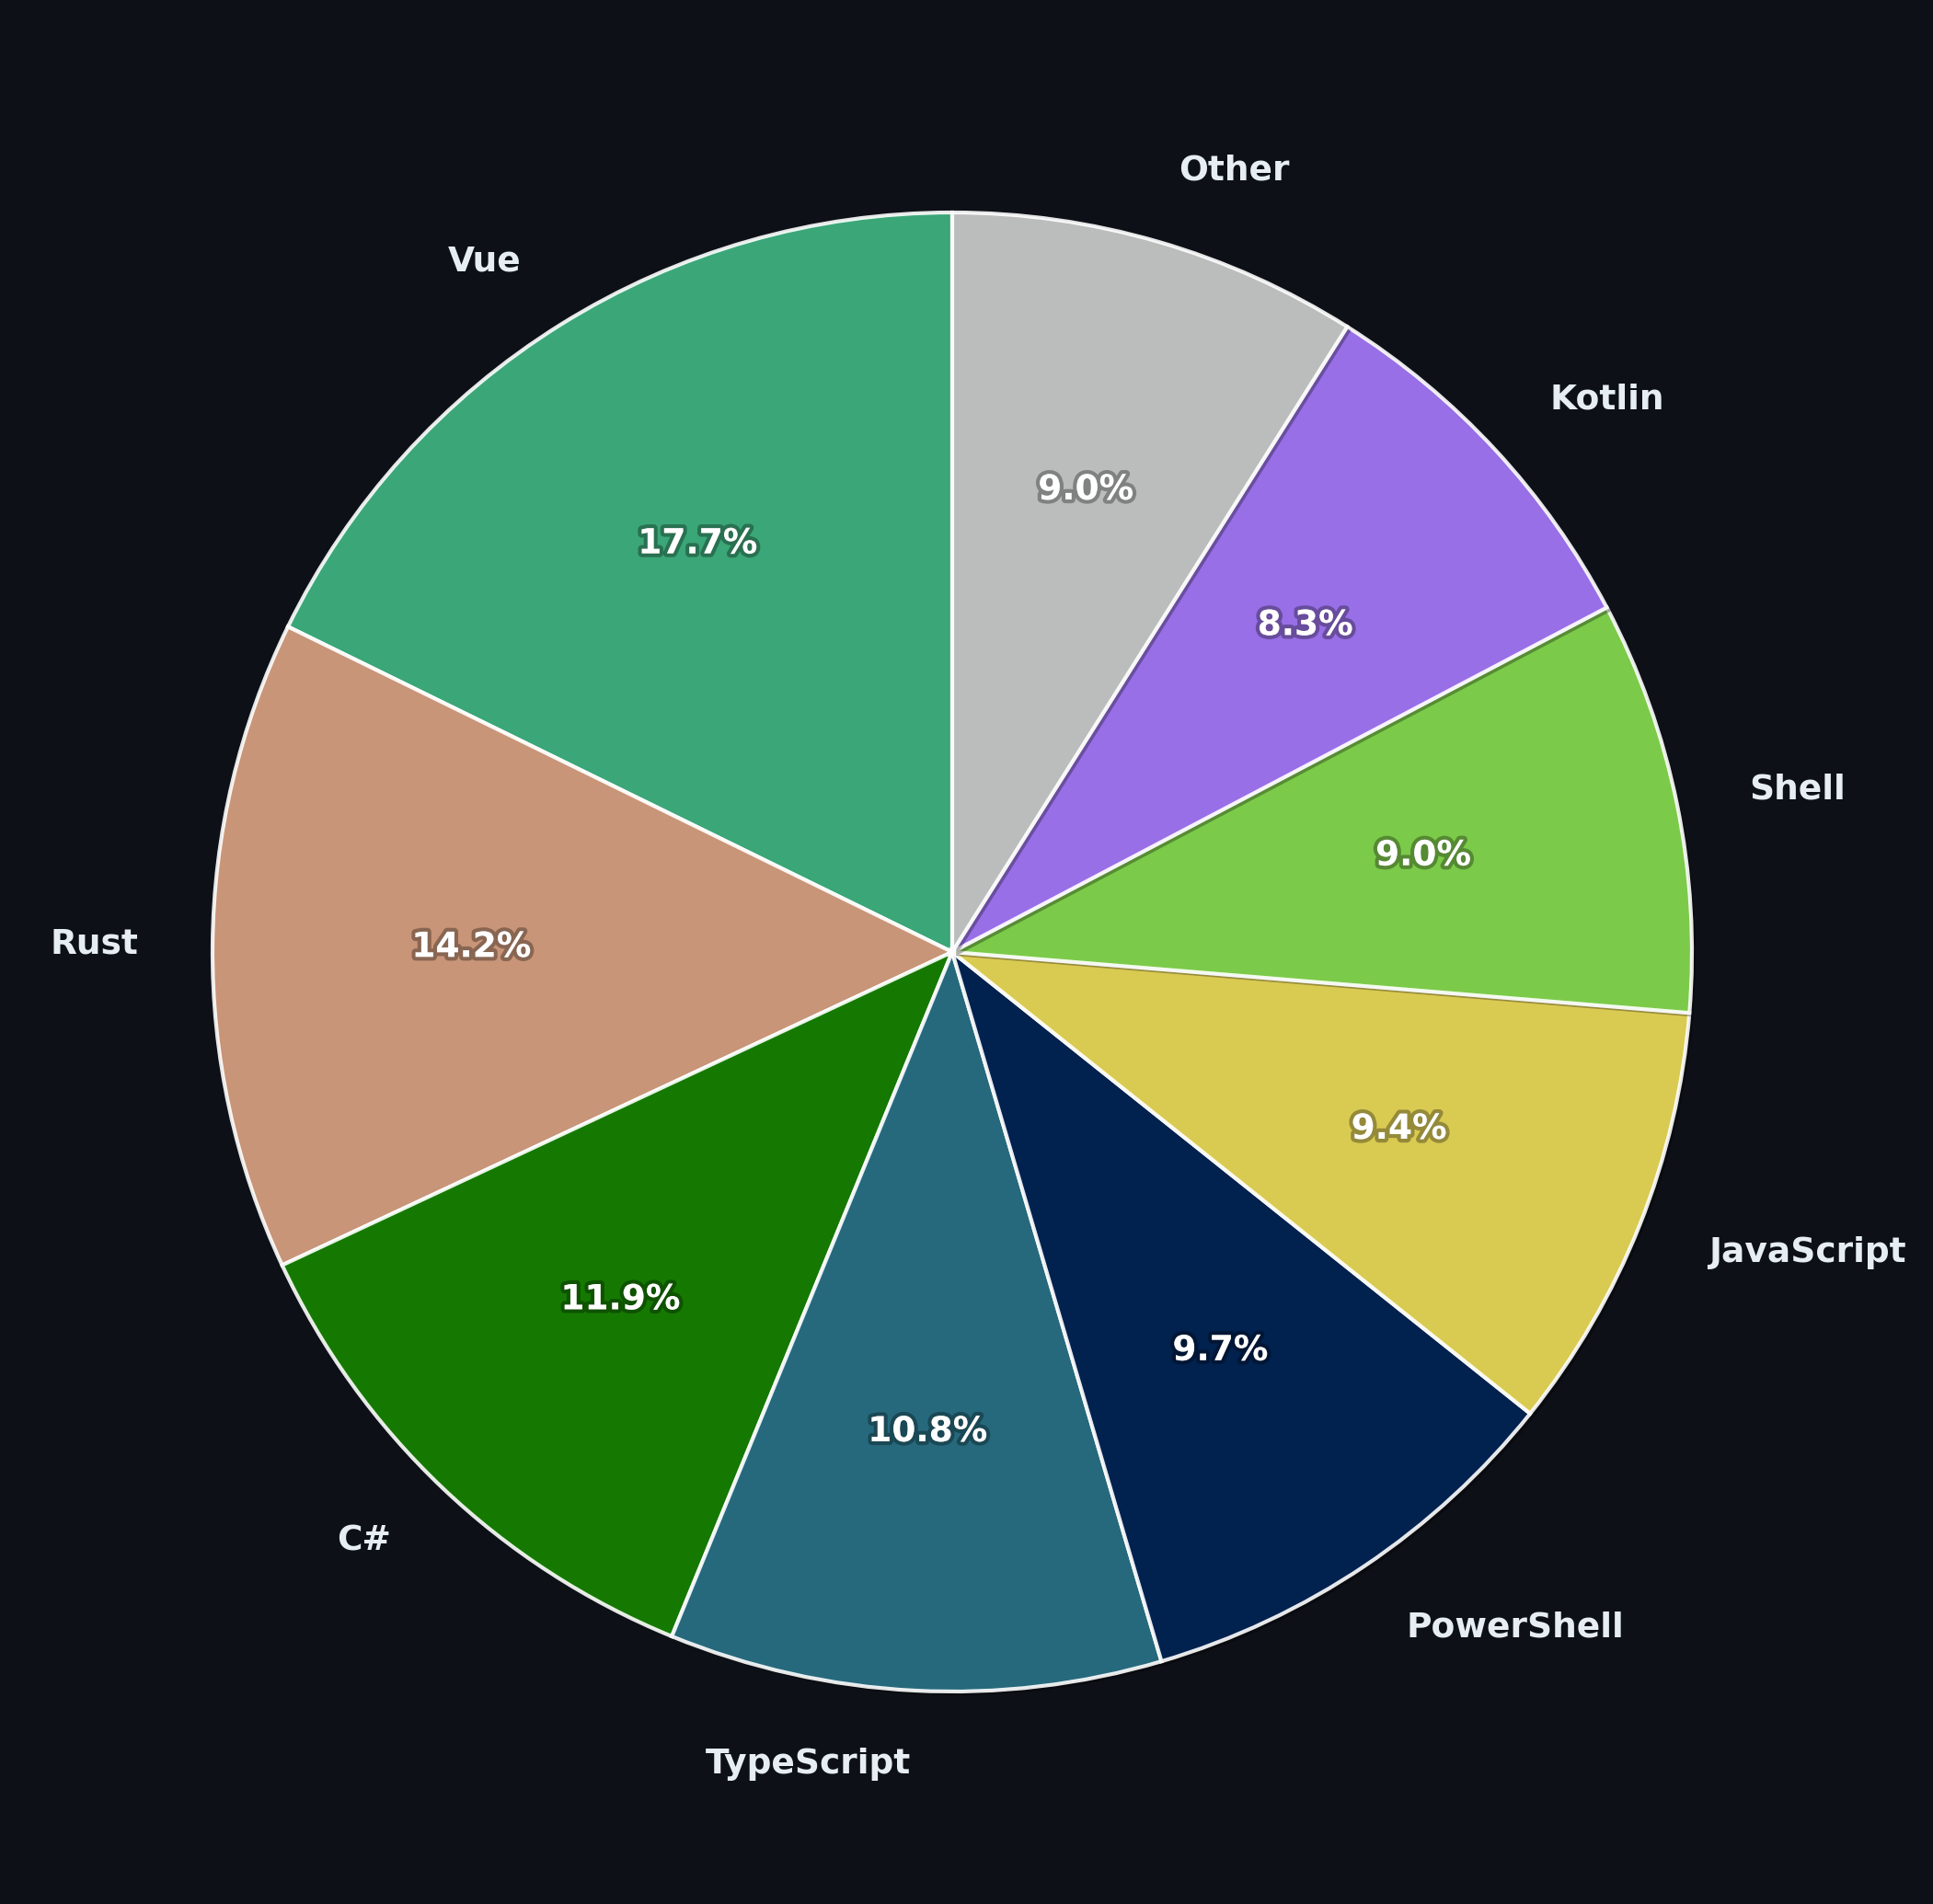 Other
Vue
Kotlin
9.0%
17.7%
8.3%
Shell
9.0%
Rust
14.2%
9.4%
JavaScript
11.9%
9.7%
10.8%
C#
PowerShell
TypeScript